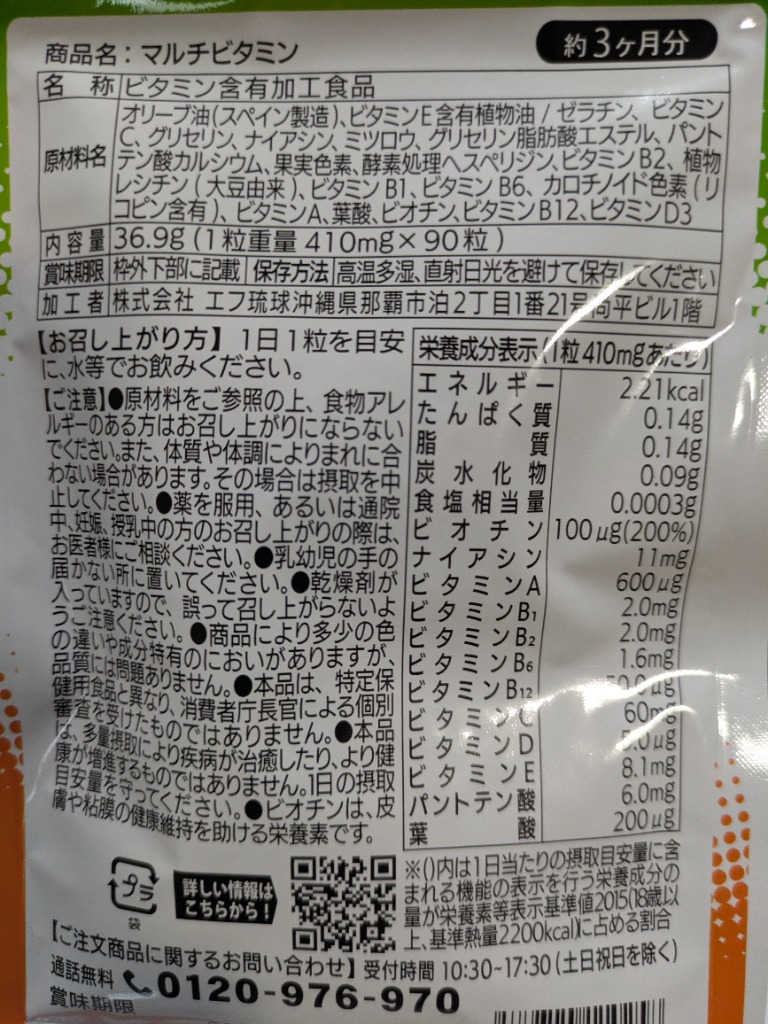 商品名：マルチビタミン
約3ヶ月分
名 称 ビタミン含有加工食品
原材料名
オリーブ油(スペイン製造)、ビタミンE含有植物油 / ゼラチン、ビタミン
C、グリセリン、ナイアシン、ミツロウ、グリセリン脂肪酸エステル、パント
テン酸カルシウム、果実色素、酵素処理ヘスペリジン、ビタミンB2、植物
レシチン(大豆由来)、ビタミンB1、ビタミンB6、カロチノイド色素(リ
コピン含有)、ビタミンA、葉酸、ビオチン、ビタミンB12、ビタミンD3
内容量 36.9g (1粒重量 410mg×90粒)
賞味期限 枠外下部に記載 保存方法 高温多湿、直射日光を避けて保存してください
加工者 株式会社 エフ琉球沖縄県那覇市泊2丁目1番21号尚平ビル1階
【お召し上がり方】 1日1粒を目安
に、水等でお飲みください。
【ご注意】●原材料をご参照の上、食物アレ
ルギーのある方はお召し上がりにならない
でください。また、体質や体調によりまれに合
わない場合があります。その場合は摂取を中
止してください。●薬を服用、あるいは通院
中、妊娠、授乳中の方のお召し上がりの際は、
お医者様にご相談ください。●乳幼児の手の
届かない所に置いてください。●乾燥剤が
入っていますので、誤って召し上がらないよ
うご注意ください。●商品により多少の色
の違いや成分特有のにおいがありますが、
品質には問題ありません。●本品は、特定保
健用食品と異なり、消費者庁長官による個別
審査を受けたものではありません。●本品
は、多量摂取により疾病が治癒したり、より健
康が増進するものではありません。1日の摂取
目安量を守ってください。●ビオチンは、皮
膚や粘膜の健康維持を助ける栄養素です。
栄養成分表示(1粒410mgあたり)
エネルギー 2.21kcal
たんぱく質 0.14g
脂 質 0.14g
炭水化物 0.09g
食塩相当量 0.0003g
ビオチン 100μg(200%)
ナイアシン 11mg
ビタミンA 600μg
ビタミンB1 2.0mg
ビタミンB2 2.0mg
ビタミンB6 1.6mg
ビタミンB12
ビタミンC 60mg
ビタミンD 5.0μg
ビタミンE 8.1mg
パントテン酸 6.0mg
葉 酸 200μg
※()内は1日当たりの摂取目安量に含
まれる機能の表示を行う栄養成分の
量が栄養素等表示基準値2015(18歳以
上、基準熱量2200kcal)に占める割合
プラ
袋
詳しい情報は
こちらから！
【ご注文商品に関するお問い合わせ】受付時間 10:30~17:30 (土日祝日を除く)
通話無料 0120-976-970
賞味期限